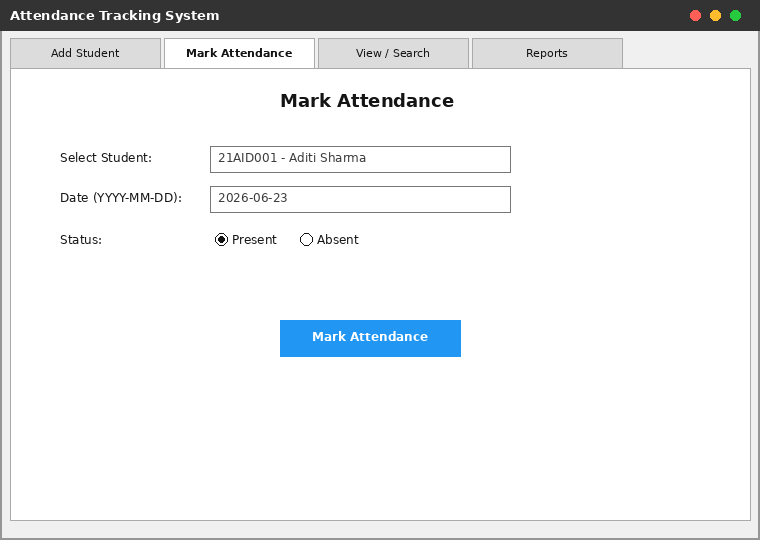 Attendance Tracking System
Add Student Mark Attendance View / Search Reports
Mark Attendance
Select Student: 21AID001 - Aditi Sharma
Date (YYYY-MM-DD): 2026-06-23
Status: Present Absent
Mark Attendance